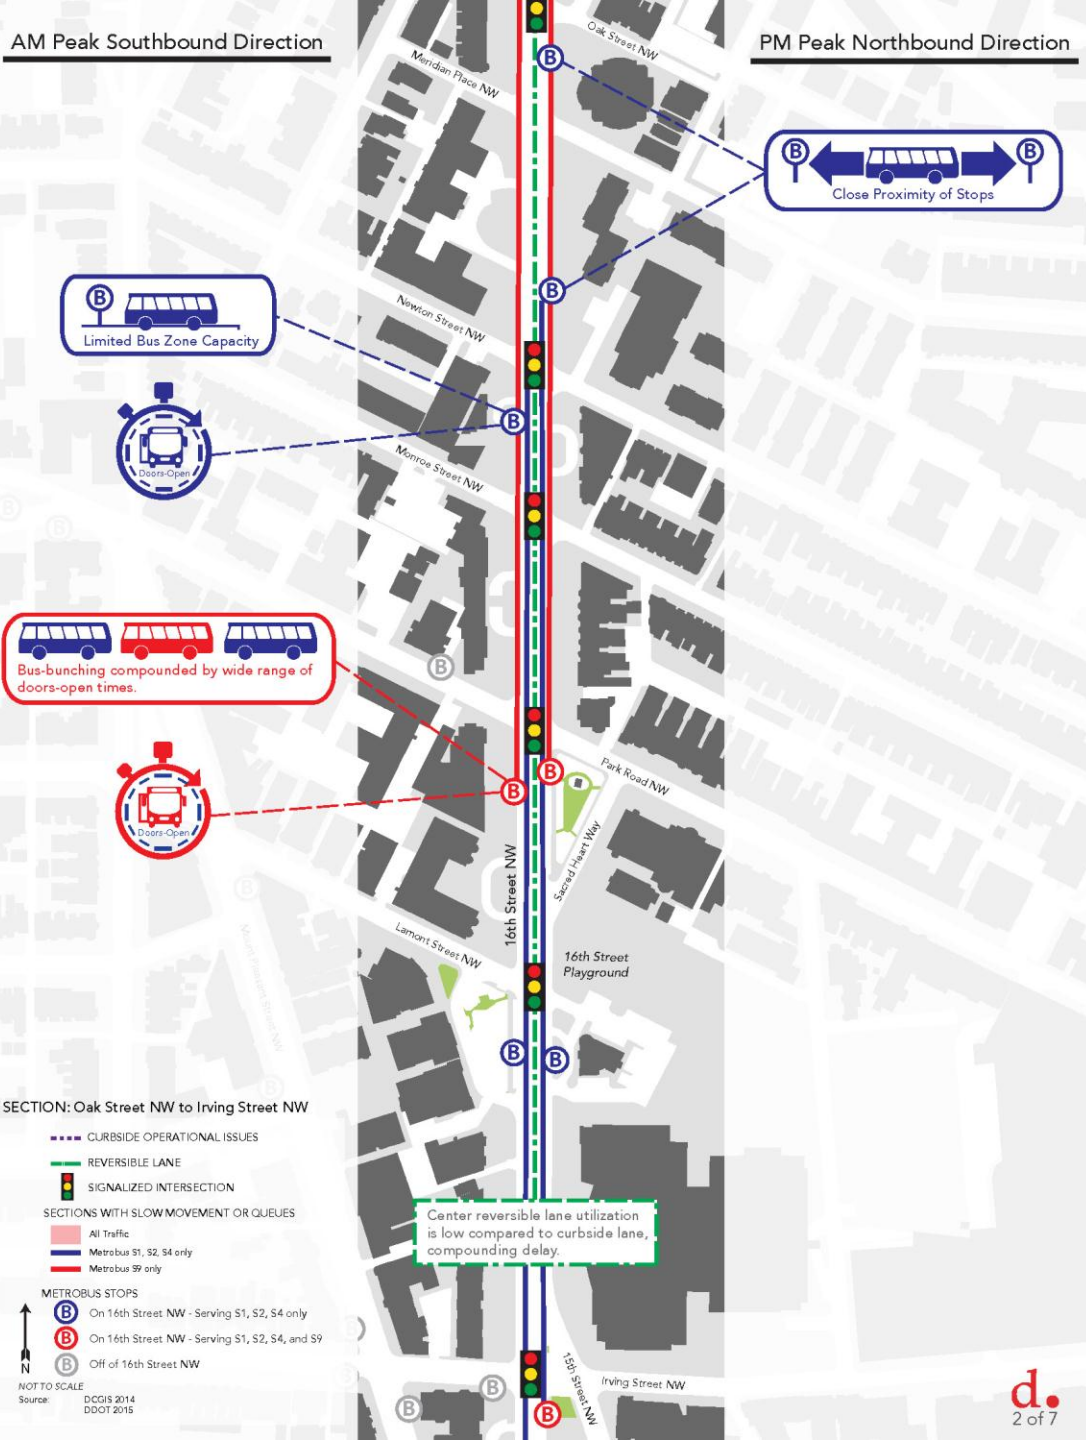 AM Peak Southbound Direction
PM Peak Northbound Direction
Oak Street NW
Meridian Place NW
B
B
B
Close Proximity of Stops
B
Limited Bus Zone Capacity
B
Newton Street NW
B
Doors-Open
Monroe Street NW
Bus-bunching compounded by wide range of
doors-open times.
B
B
B
Park Road NW
Doors-Open
Sacred Heart Way
16th Street NW
Lamont Street NW
16th Street
Playground
Mount Pleasant Street NW
B
B
SECTION: Oak Street NW to Irving Street NW
CURBSIDE OPERATIONAL ISSUES
REVERSIBLE LANE
SIGNALIZED INTERSECTION
SECTIONS WITH SLOW MOVEMENT OR QUEUES
All Traffic
Metrobus S1, S2, S4 only
Metrobus S9 only
METROBUS STOPS
B On 16th Street NW - Serving S1, S2, S4 only
B On 16th Street NW - Serving S1, S2, S4, and S9
B Off of 16th Street NW
N
NOT TO SCALE
Source: DCGIS 2014
DDOT 2015
Center reversible lane utilization
is low compared to curbside lane,
compounding delay.
15th Street NW
Irving Street NW
B
B
B
d.
2 of 7